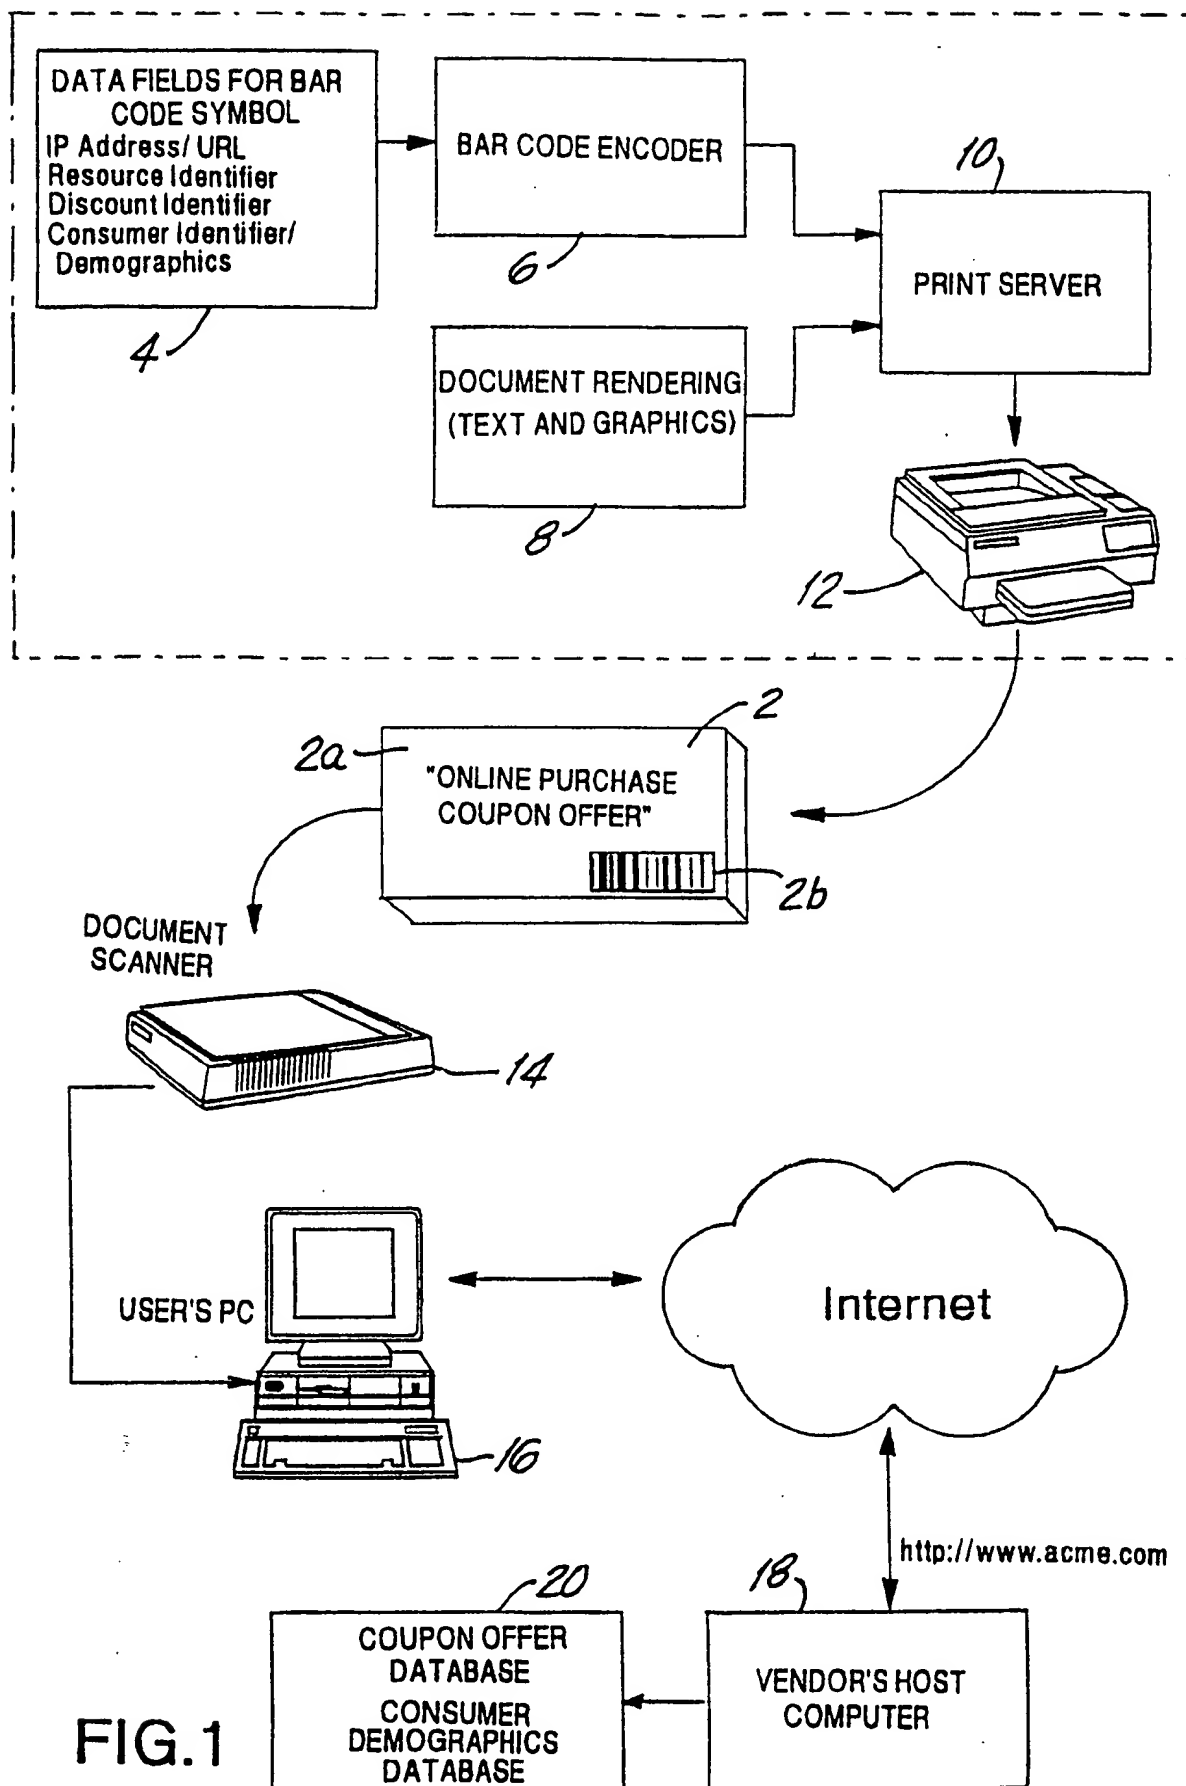 DATA FIELDS FOR BAR
CODE SYMBOL
IP Address/ URL
Resource Identifier
Discount Identifier
Consumer Identifier/
Demographics
4
BAR CODE ENCODER
6
DOCUMENT RENDERING
(TEXT AND GRAPHICS)
8
10
PRINT SERVER
12
2
2a
"ONLINE PURCHASE
COUPON OFFER"
2b
DOCUMENT
SCANNER
14
USER'S PC
16
Internet
http://www.acme.com
18
VENDOR'S HOST
COMPUTER
20
COUPON OFFER
DATABASE
CONSUMER
DEMOGRAPHICS
DATABASE
FIG.1